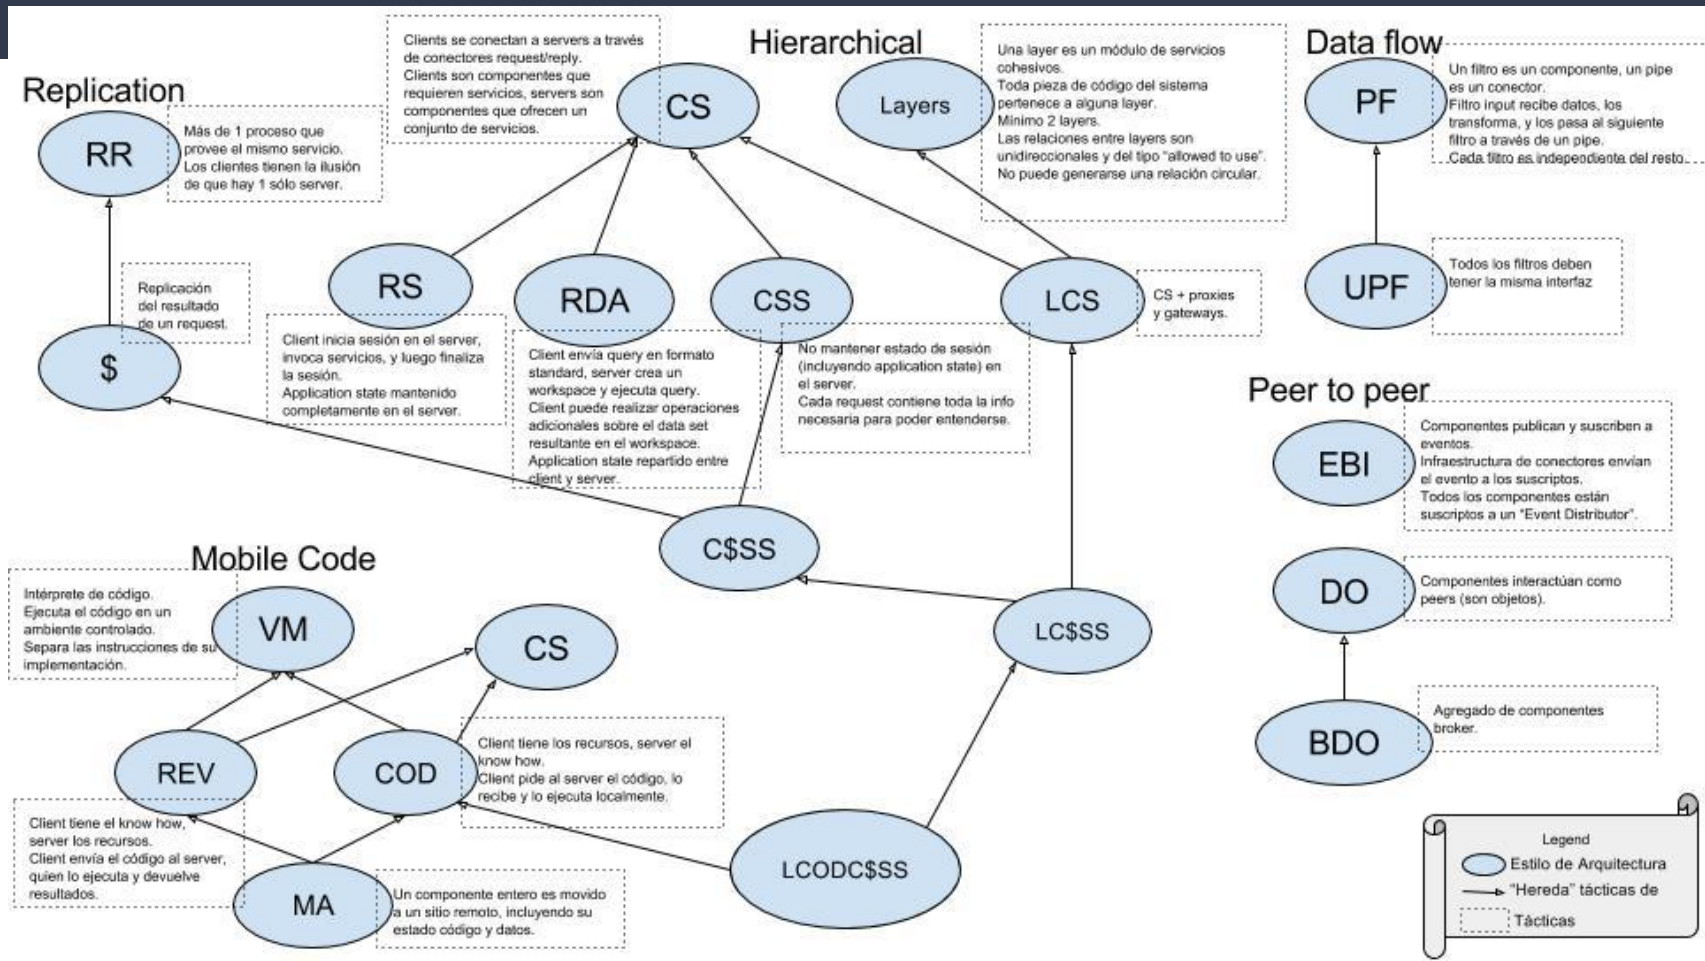 Replication
RR
Más de 1 proceso que
provee el mismo servicio.
Los clientes tienen la ilusión
de que hay 1 sólo server.
$
Replicación
del resultado
de un request.
Hierarchical
CS
Clients se conectan a servers a través
de conectores request/reply.
Clients son componentes que
requieren servicios, servers son
componentes que ofrecen un
conjunto de servicios.
Layers
Una layer es un módulo de servicios
cohesivos.
Toda pieza de código del sistema
pertenece a alguna layer.
Mínimo 2 layers.
Las relaciones entre layers son
unidireccionales y del tipo “allowed to use”.
No puede generarse una relación circular.
RS
Client inicia sesión en el server,
invoca servicios, y luego finaliza
la sesión.
Application state mantenido
completamente en el server.
RDA
Client envía query en formato
standard, server crea un
workspace y ejecuta query.
Client puede realizar operaciones
adicionales sobre el data set
resultante en el workspace.
Application state repartido entre
client y server.
CSS
No mantener estado de sesión
(incluyendo application state) en
el server.
Cada request contiene toda la info
necesaria para poder entenderse.
LCS
CS + proxies
y gateways.
C$SS
LC$SS
LCODC$SS
Data flow
PF
Un filtro es un componente, un pipe
es un conector.
Filtro input recibe datos, los
transforma, y los pasa al siguiente
filtro a través de un pipe.
Cada filtro es independiente del resto.
UPF
Todos los filtros deben
tener la misma interfaz
Peer to peer
EBI
Componentes publican y suscriben a
eventos.
Infraestructura de conectores envían
el evento a los suscriptos.
Todos los componentes están
suscriptos a un “Event Distributor”.
DO
Componentes interactúan como
peers (son objetos).
BDO
Agregado de componentes
broker.
Mobile Code
VM
Intérprete de código.
Ejecuta el código en un
ambiente controlado.
Separa las instrucciones de su
implementación.
CS
REV
Client tiene el know how,
server los recursos.
Client envía el código al server,
quien lo ejecuta y devuelve
resultados.
COD
Client tiene los recursos, server el
know how.
Client pide al server el código, lo
recibe y lo ejecuta localmente.
MA
Un componente entero es movido
a un sitio remoto, incluyendo su
estado código y datos.
Legend
Estilo de Arquitectura
“Hereda” tácticas de
Tácticas